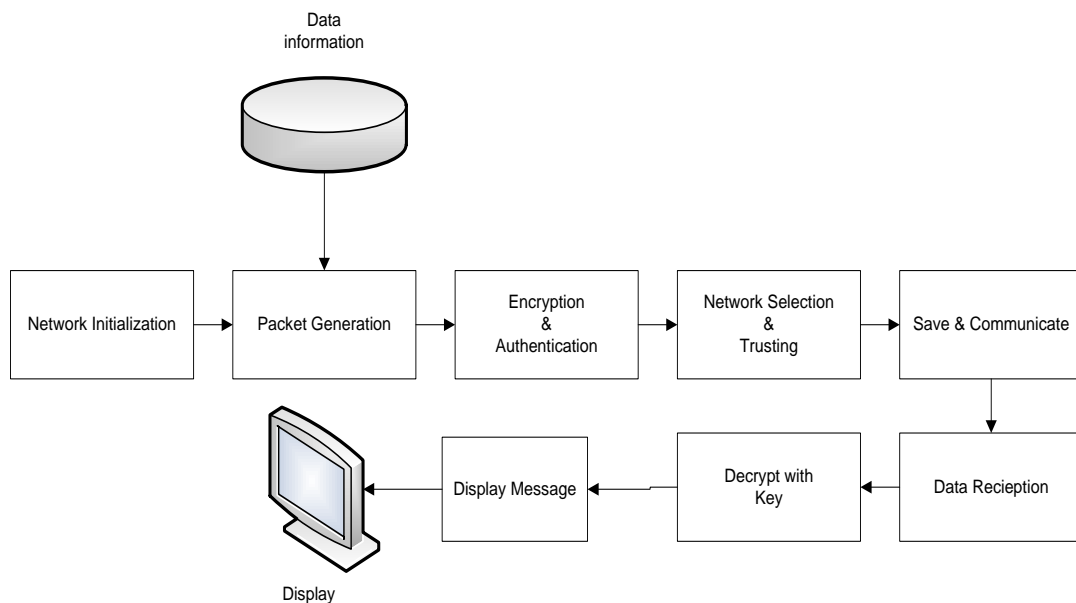 Data
information
Network Initialization
Packet Generation
Encryption
&
Authentication
Network Selection
&
Trusting
Save & Communicate
Display Message
Decrypt with
Key
Data Recieption
Display